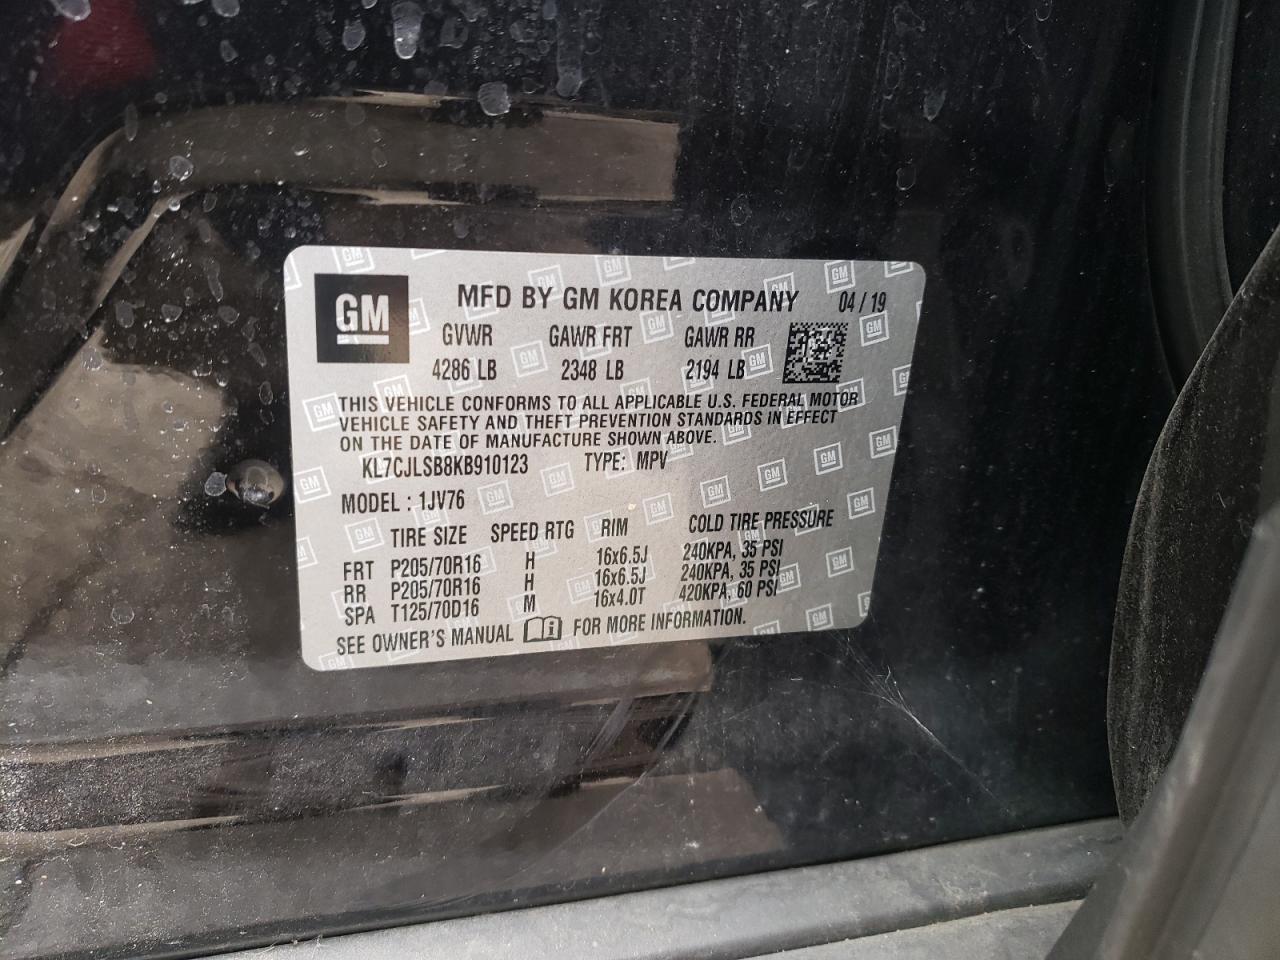 GM MFD BY GM KOREA COMPANY 04 / 19
GVWR GAWR FRT GAWR RR
4286 LB 2348 LB 2194 LB
THIS VEHICLE CONFORMS TO ALL APPLICABLE U.S. FEDERAL MOTOR
VEHICLE SAFETY AND THEFT PREVENTION STANDARDS IN EFFECT
ON THE DATE OF MANUFACTURE SHOWN ABOVE.
KL7CJLSB8KB910123 TYPE: MPV
MODEL : 1JV76
TIRE SIZE SPEED RTG RIM COLD TIRE PRESSURE
FRT P205/70R16 H 16x6.5J 240KPA, 35 PSI
RR P205/70R16 H 16x6.5J 240KPA, 35 PSI
SPA T125/70D16 M 16x4.0T 420KPA, 60 PSI
SEE OWNER'S MANUAL FOR MORE INFORMATION.